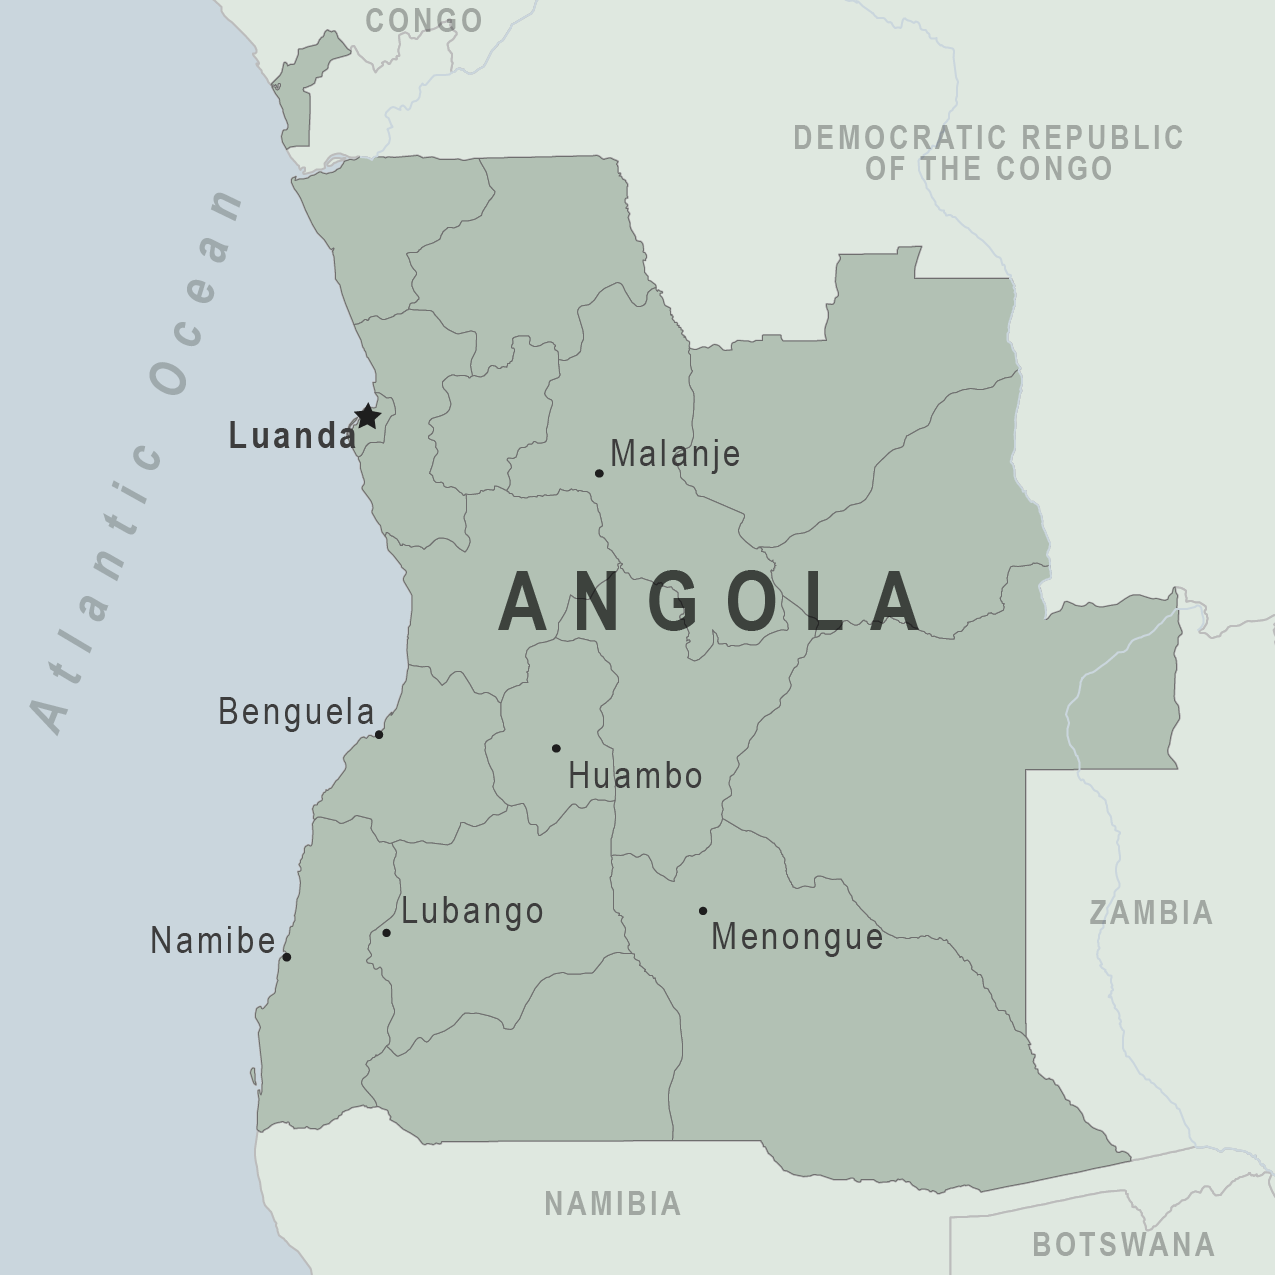 CONGO
DEMOCRATIC REPUBLIC
OF THE CONGO
Atlantic Ocean
Luanda
Malanje
ANGOLA
Benguela
Huambo
Lubango
Namibe
Menongue
ZAMBIA
NAMIBIA
BOTSWANA